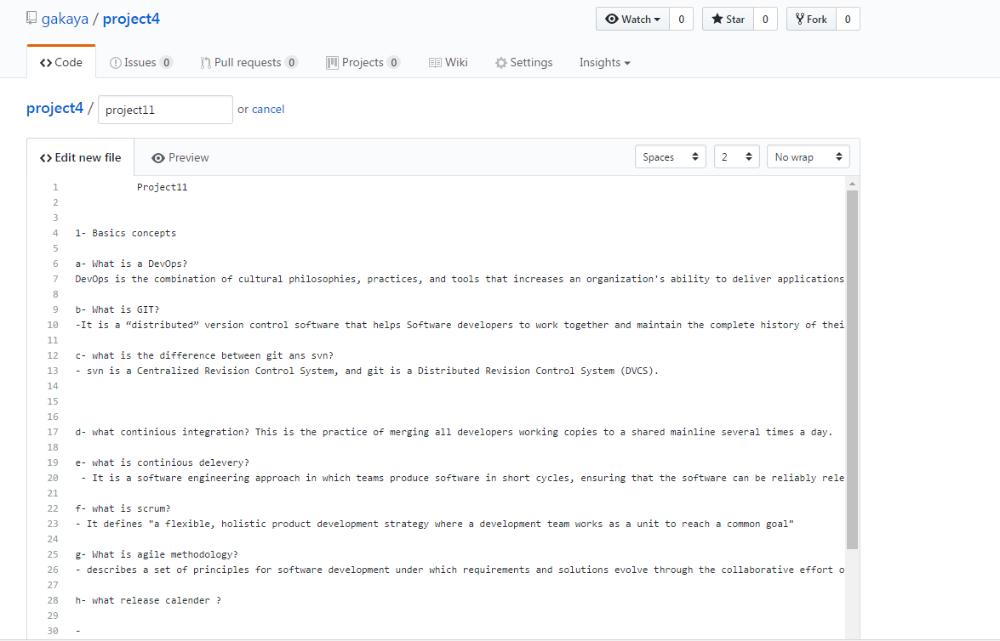 gakaya / project4
Watch 0 Star 0 Fork 0
Code Issues 0 Pull requests 0 Projects 0 Wiki Settings Insights
project4 / project11 or cancel
Edit new file Preview Spaces 2 No wrap
1 Project11
2
3
4 1- Basics concepts
5
6 a- What is a DevOps?
7 DevOps is the combination of cultural philosophies, practices, and tools that increases an organization's ability to deliver applications
8
9 b- What is GIT?
10 -It is a “distributed” version control software that helps Software developers to work together and maintain the complete history of thei
11
12 c- what is the difference between git ans svn?
13 - svn is a Centralized Revision Control System, and git is a Distributed Revision Control System (DVCS).
14
15
16
17 d- what continious integration? This is the practice of merging all developers working copies to a shared mainline several times a day.
18
19 e- what is continious delevery?
20 - It is a software engineering approach in which teams produce software in short cycles, ensuring that the software can be reliably rele
21
22 f- what is scrum?
23 - It defines "a flexible, holistic product development strategy where a development team works as a unit to reach a common goal"
24
25 g- What is agile methodology?
26 - describes a set of principles for software development under which requirements and solutions evolve through the collaborative effort o
27
28 h- what release calender ?
29
30 -